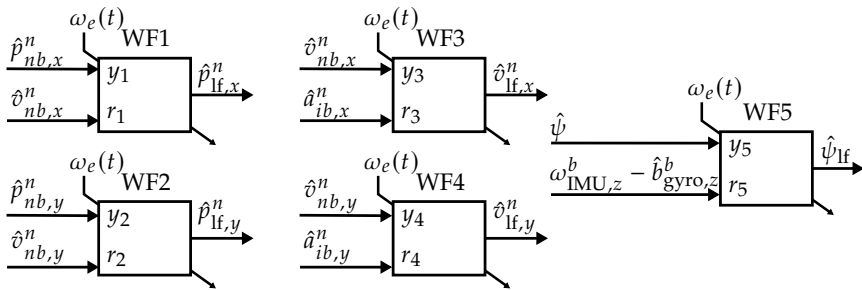 ω_e(t) WF1
p̂^n_{nb,x} y_1 p̂^n_{lf,x}
v̂^n_{nb,x} r_1
ω_e(t) WF2
p̂^n_{nb,y} y_2 p̂^n_{lf,y}
v̂^n_{nb,y} r_2
ω_e(t) WF3
v̂^n_{nb,x} y_3 v̂^n_{lf,x}
â^n_{ib,x} r_3
ω_e(t) WF4
v̂^n_{nb,y} y_4 v̂^n_{lf,y}
â^n_{ib,y} r_4
ω_e(t) WF5
ψ̂ y_5 ψ̂_{lf}
ω^b_{IMU,z} − b̂^b_{gyro,z} r_5